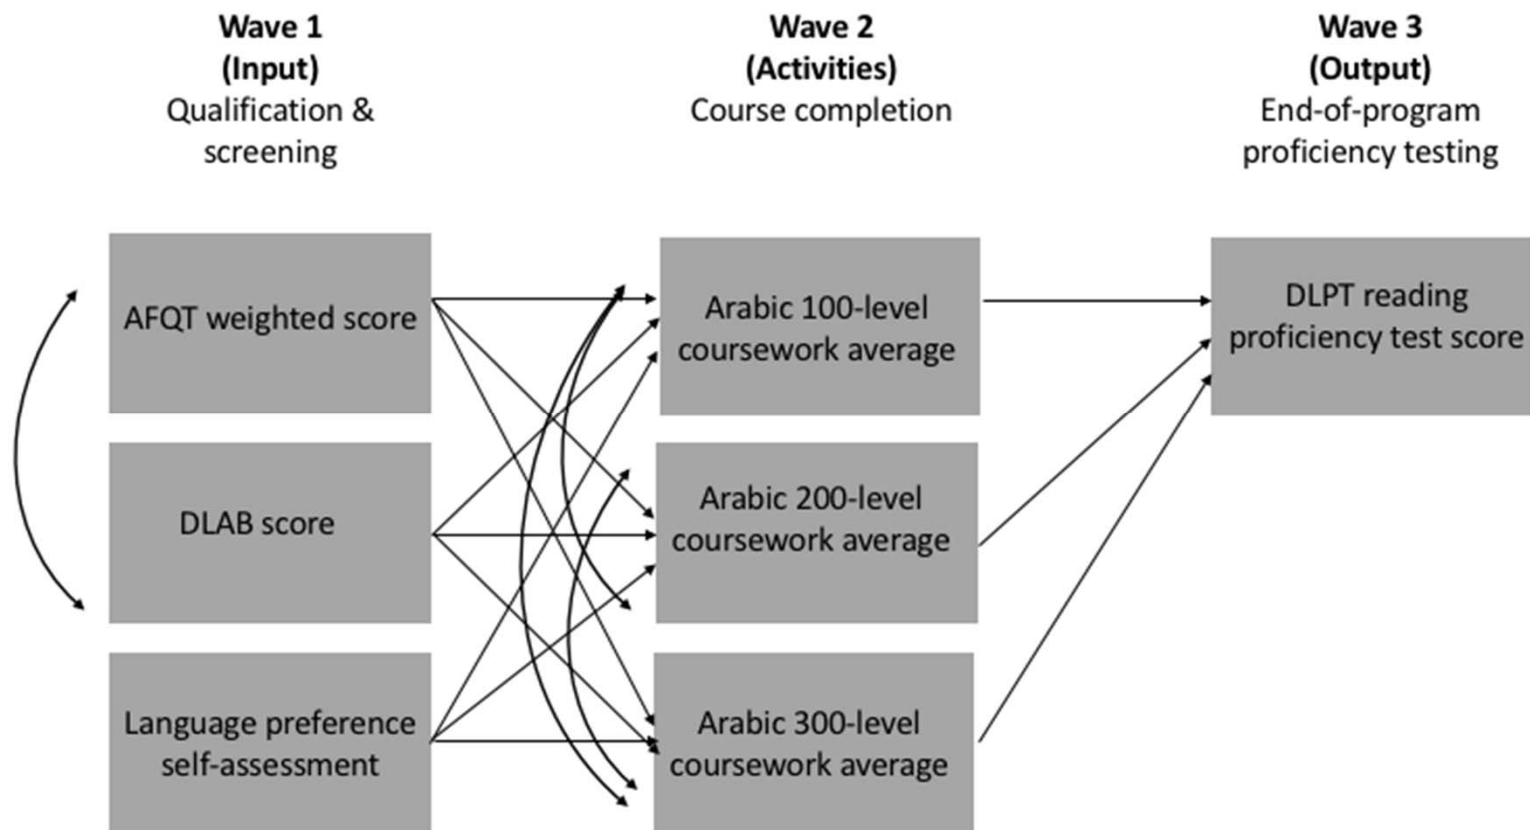 Wave 1
(Input)
Qualification &
screening
Wave 2
(Activities)
Course completion
Wave 3
(Output)
End-of-program
proficiency testing
AFQT weighted score
DLAB score
Language preference
self-assessment
Arabic 100-level
coursework average
Arabic 200-level
coursework average
Arabic 300-level
coursework average
DLPT reading
proficiency test score